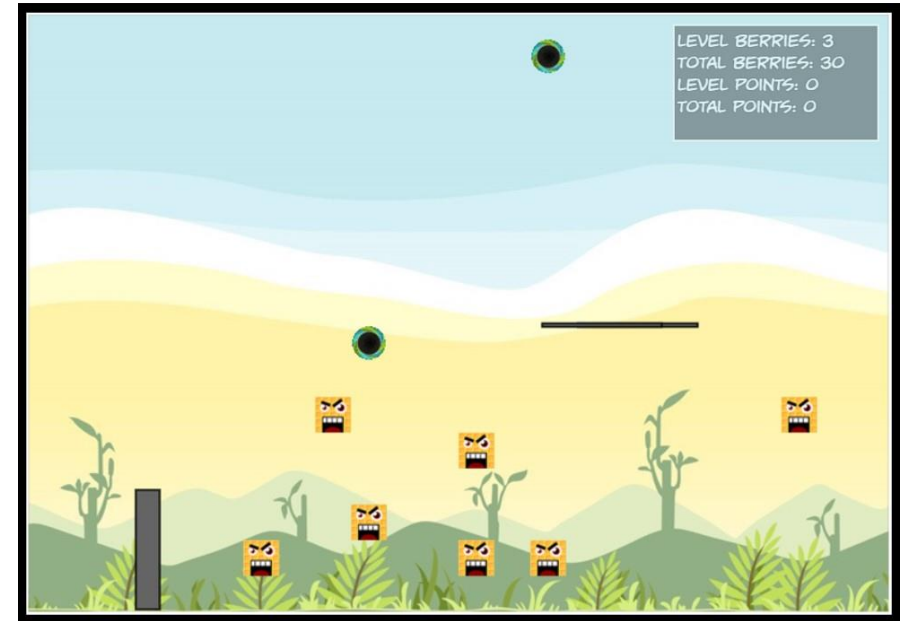 LEVEL BERRIES: 3
TOTAL BERRIES: 30
LEVEL POINTS: 0
TOTAL POINTS: 0